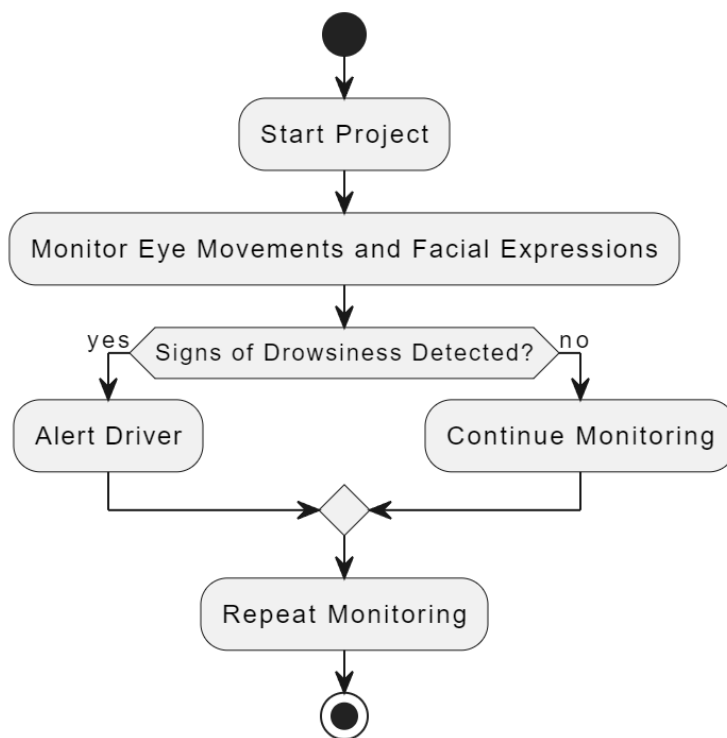 Start Project
Monitor Eye Movements and Facial Expressions
yes
Signs of Drowsiness Detected?
no
Alert Driver
Continue Monitoring
Repeat Monitoring